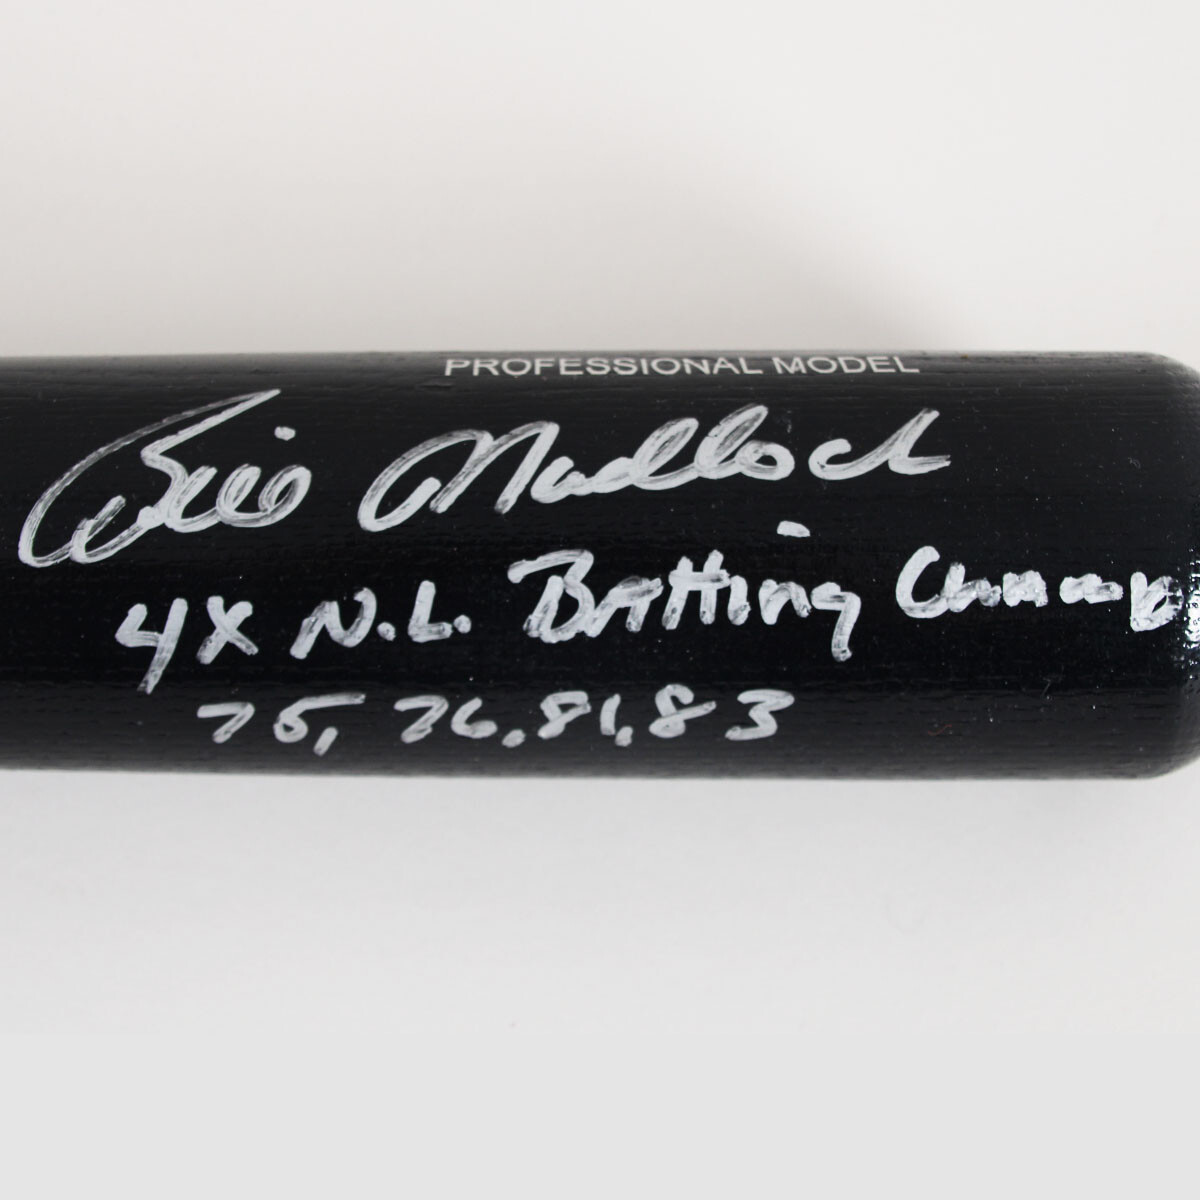 PROFESSIONAL MODEL
Bill Madlock
4X N.L. Batting Champ
75, 76, 81, 83